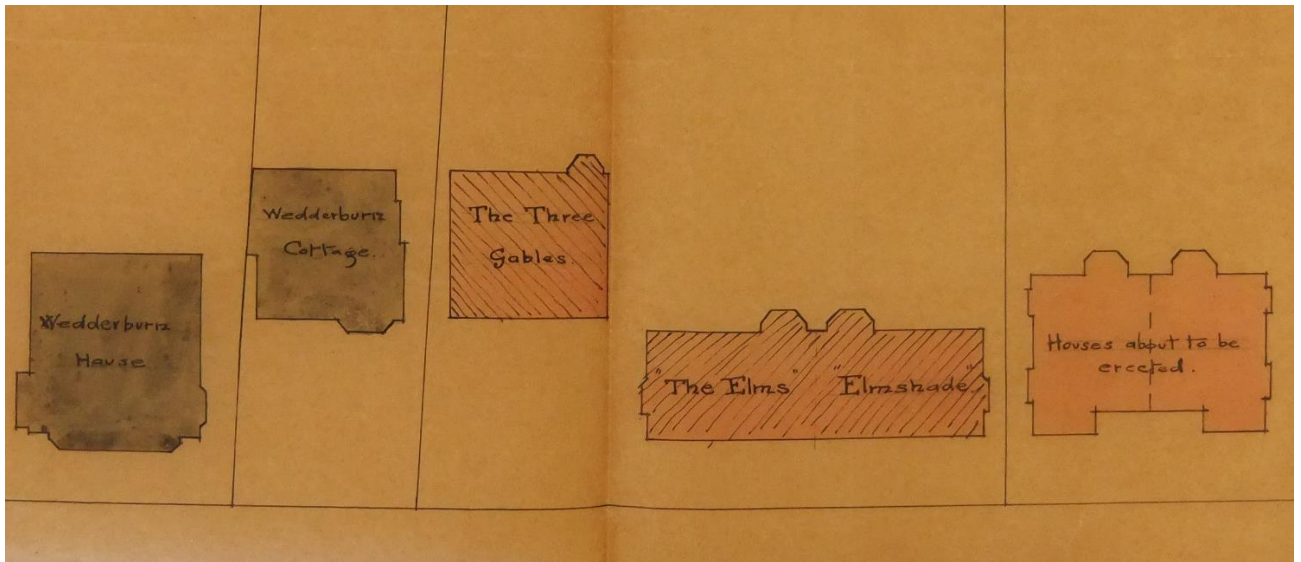 Wedderburn
House
Wedderburn
Cottage.
The Three
Gables.
"The Elms" "Elmshade"
Houses about to be
erected.